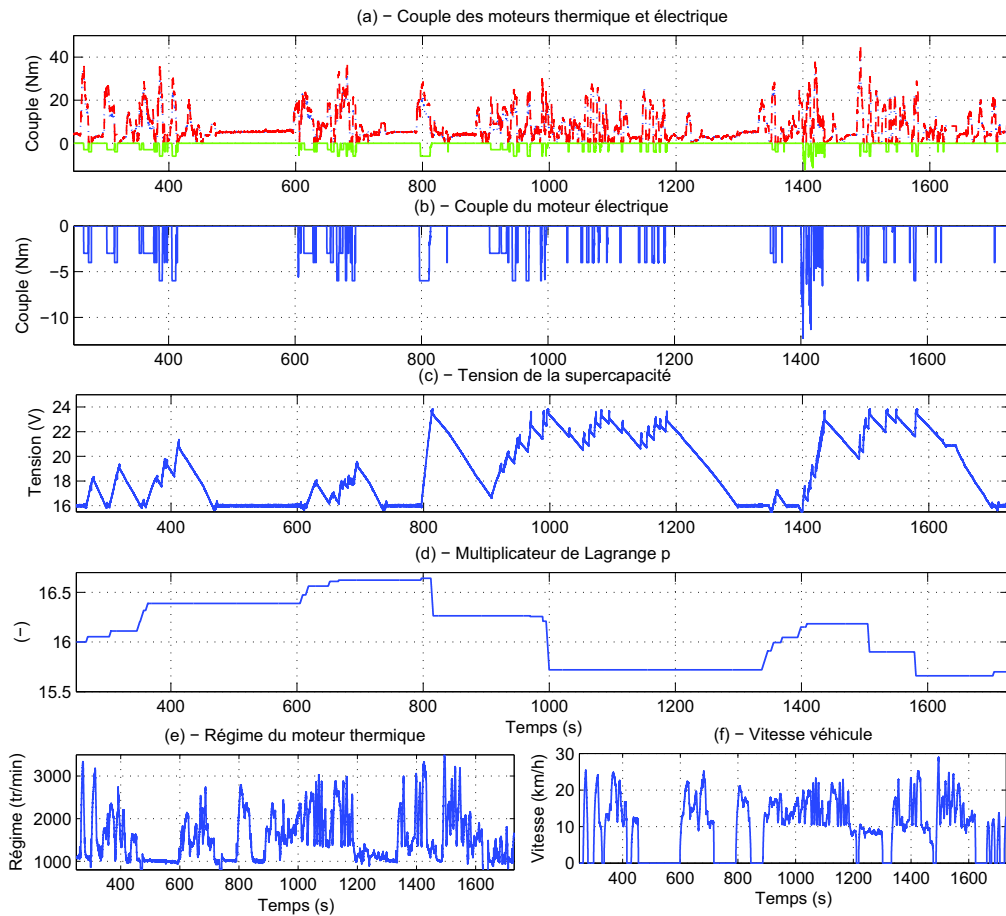 (a) − Couple des moteurs thermique et électrique
Couple (Nm)
40
20
0
400 600 800 1000 1200 1400 1600
(b) − Couple du moteur électrique
Couple (Nm)
0
−5
−10
400 600 800 1000 1200 1400 1600
(c) − Tension de la supercapacité
Tension (V)
24
22
20
18
16
400 600 800 1000 1200 1400 1600
(d) − Multiplicateur de Lagrange p
(−)
16.5
16
15.5
400 600 800 1000 1200 1400 1600
Temps (s)
(e) − Régime du moteur thermique
Régime (tr/min)
3000
2000
1000
400 600 800 1000 1200 1400 1600
Temps (s)
(f) − Vitesse véhicule
Vitesse (km/h)
30
20
10
0
400 600 800 1000 1200 1400 1600
Temps (s)